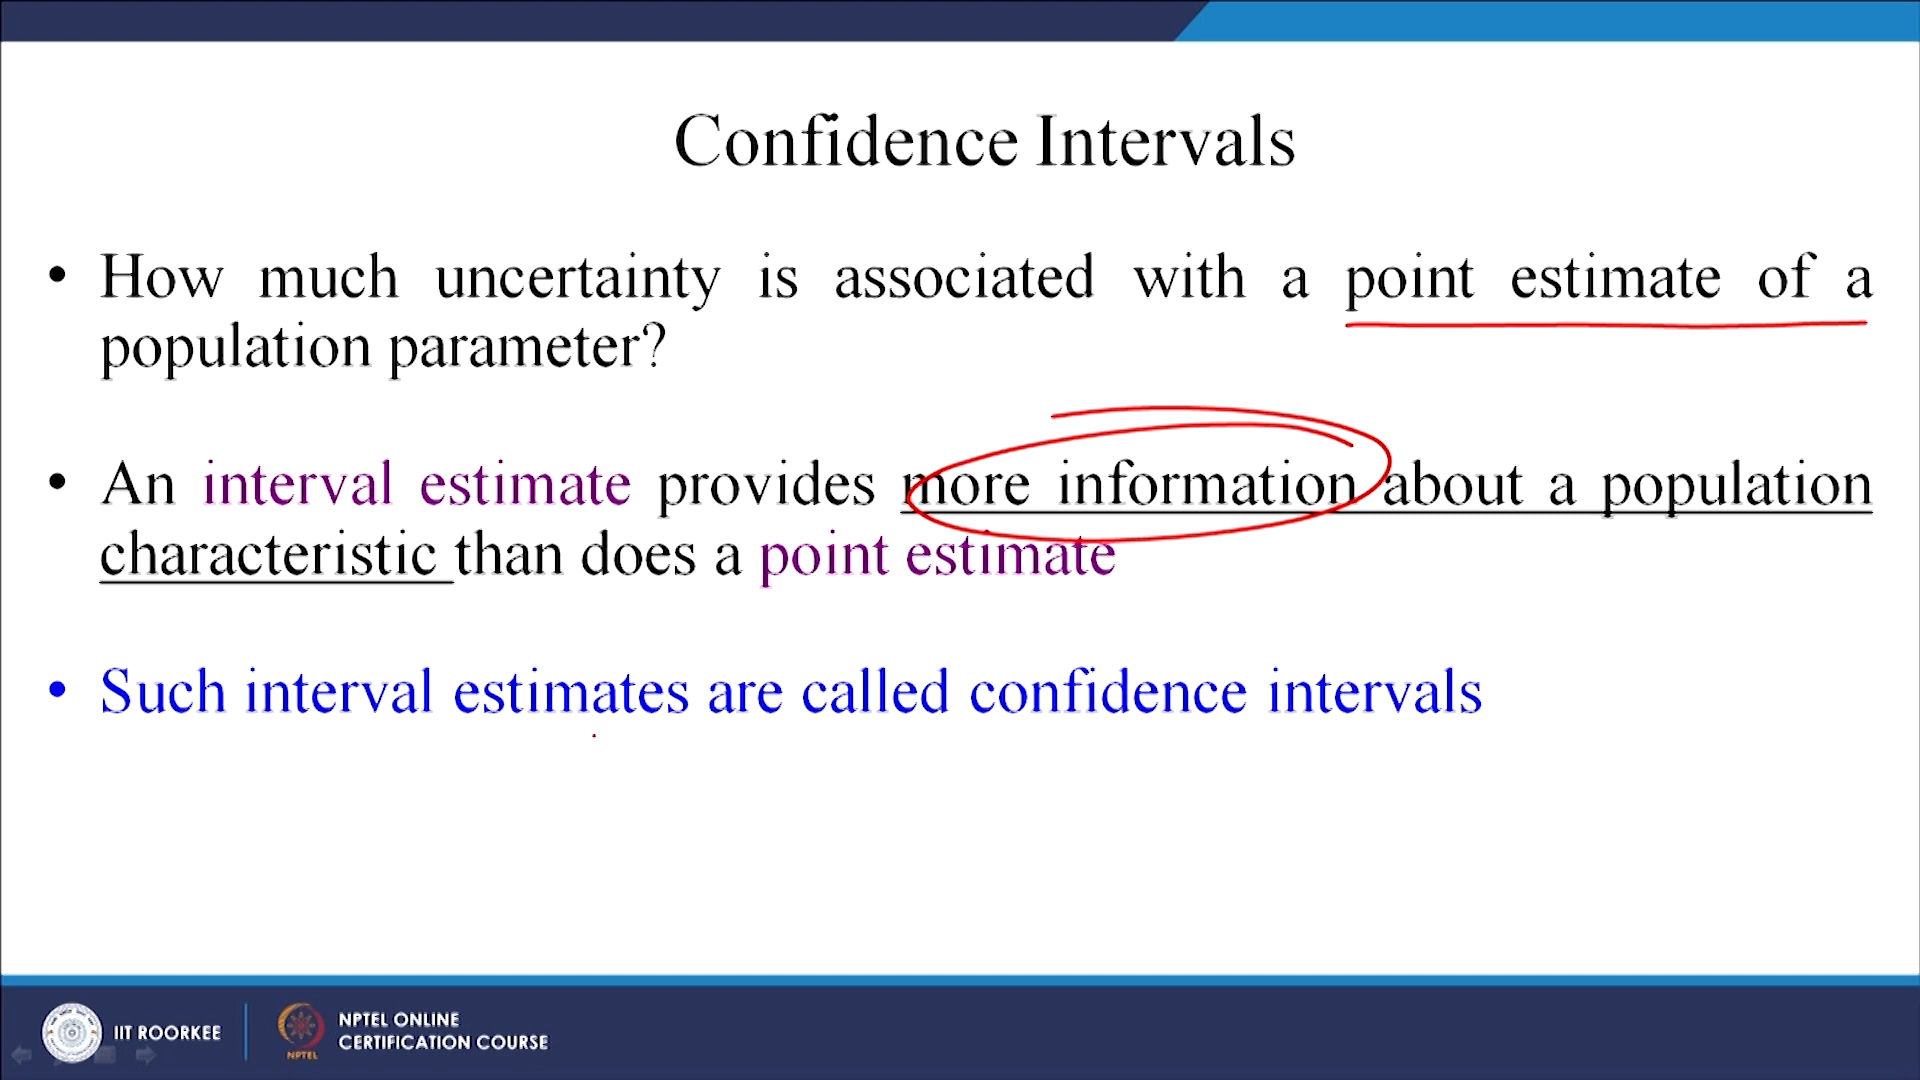 Confidence Intervals
• How much uncertainty is associated with a point estimate of a
population parameter?
• An interval estimate provides more information about a population
characteristic than does a point estimate
• Such interval estimates are called confidence intervals
IIT ROORKEE
NPTEL
NPTEL ONLINE
CERTIFICATION COURSE